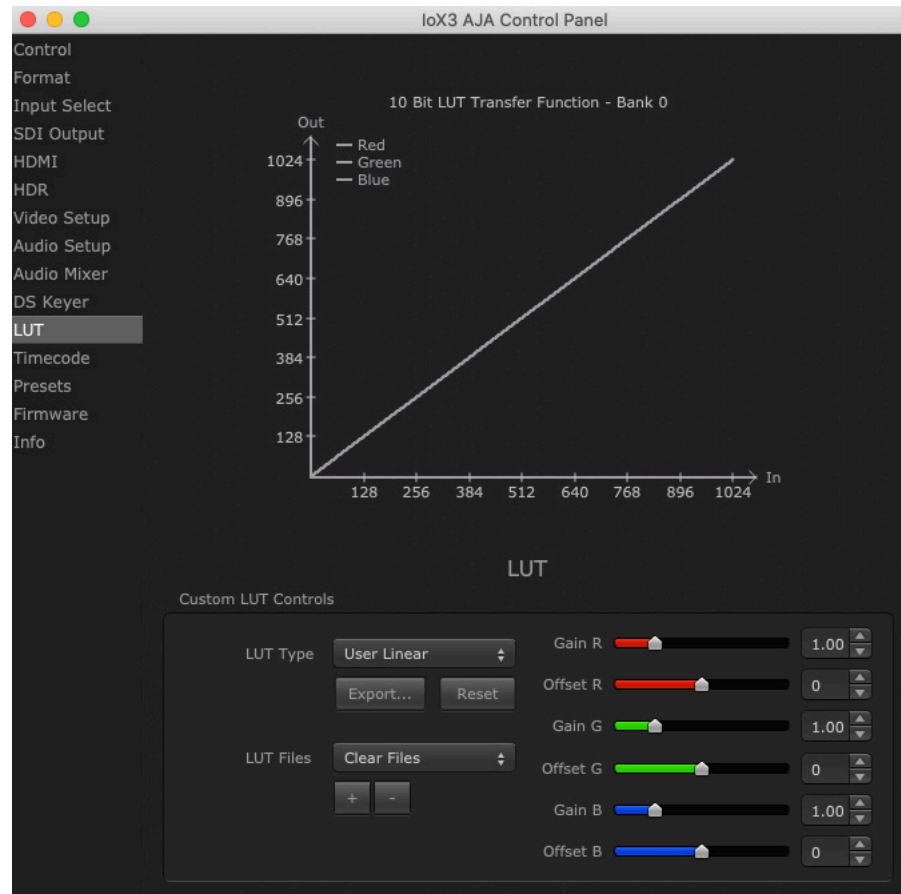 IoX3 AJA Control Panel
Control
Format
Input Select
SDI Output
HDMI
HDR
Video Setup
Audio Setup
Audio Mixer
DS Keyer
LUT
Timecode
Presets
Firmware
Info
10 Bit LUT Transfer Function - Bank 0
Out
Red
Green
Blue
1024
896
768
640
512
384
256
128
128 256 384 512 640 768 896 1024
In
LUT
Custom LUT Controls
LUT Type User Linear
Export... Reset
LUT Files Clear Files
+ -
Gain R 1.00
Offset R 0
Gain G 1.00
Offset G 0
Gain B 1.00
Offset B 0